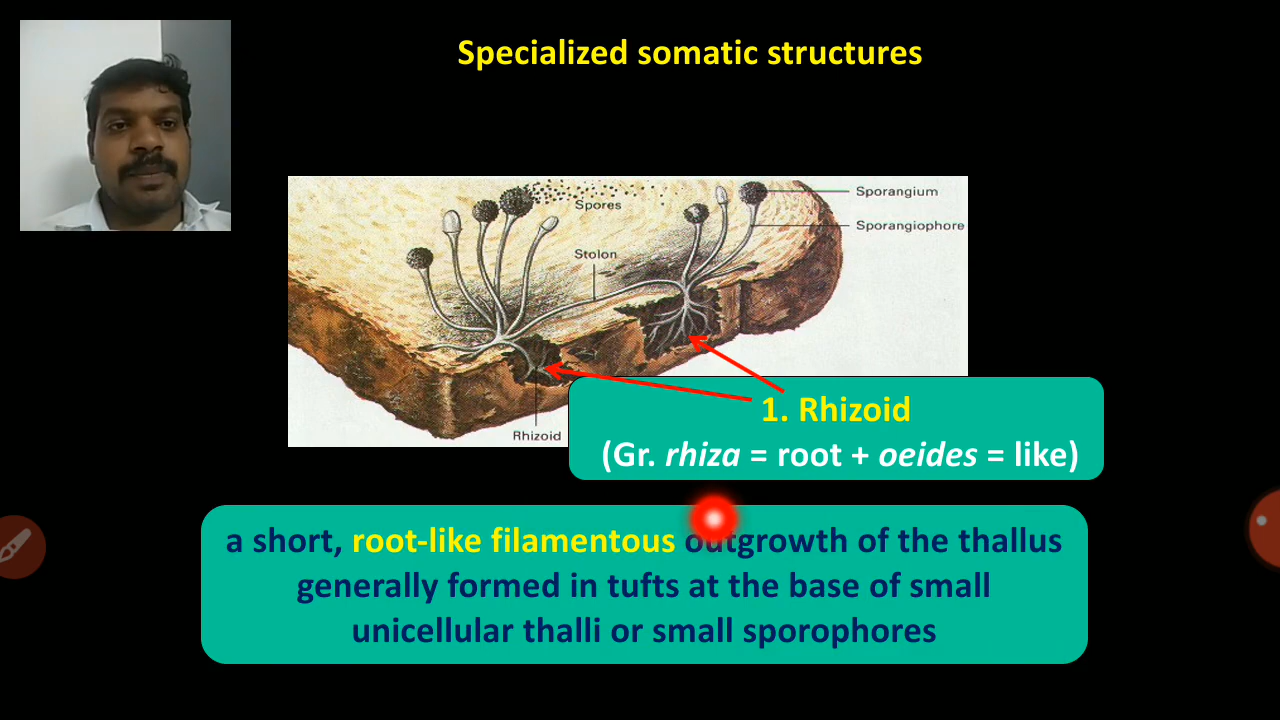 Specialized somatic structures
Spores
Sporangium
Sporangiophore
Stolon
Rhizoid
1. Rhizoid
(Gr. rhiza = root + oeides = like)
a short, root-like filamentous outgrowth of the thallus
generally formed in tufts at the base of small
unicellular thalli or small sporophores